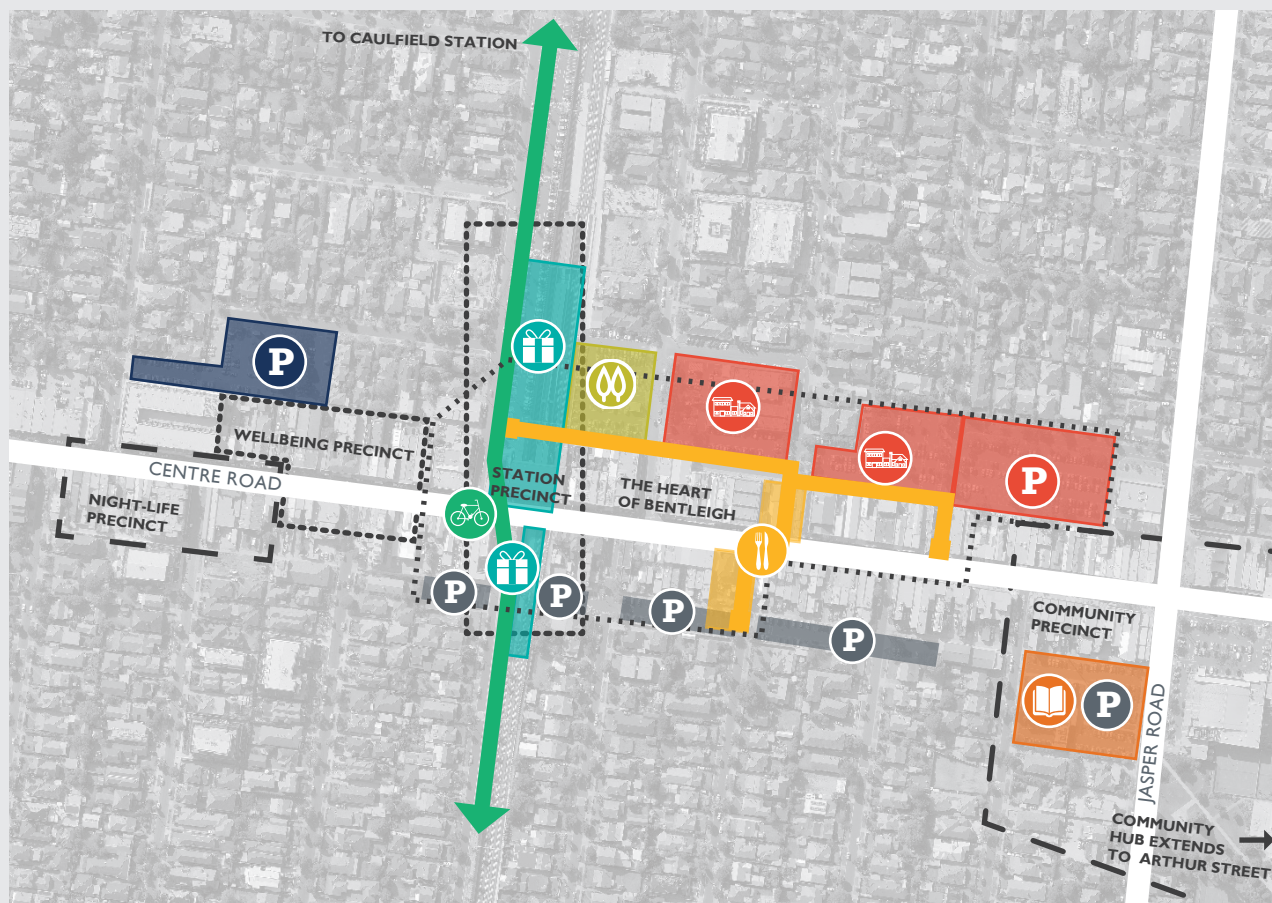 TO CAULFIELD STATION
P
WELLBEING PRECINCT
CENTRE ROAD
NIGHT-LIFE
PRECINCT
STATION
PRECINCT
THE HEART
OF BENTLEIGH
P
P
P
P
P
COMMUNITY
PRECINCT
P
JASPER ROAD
COMMUNITY
HUB EXTENDS
TO ARTHUR STREET